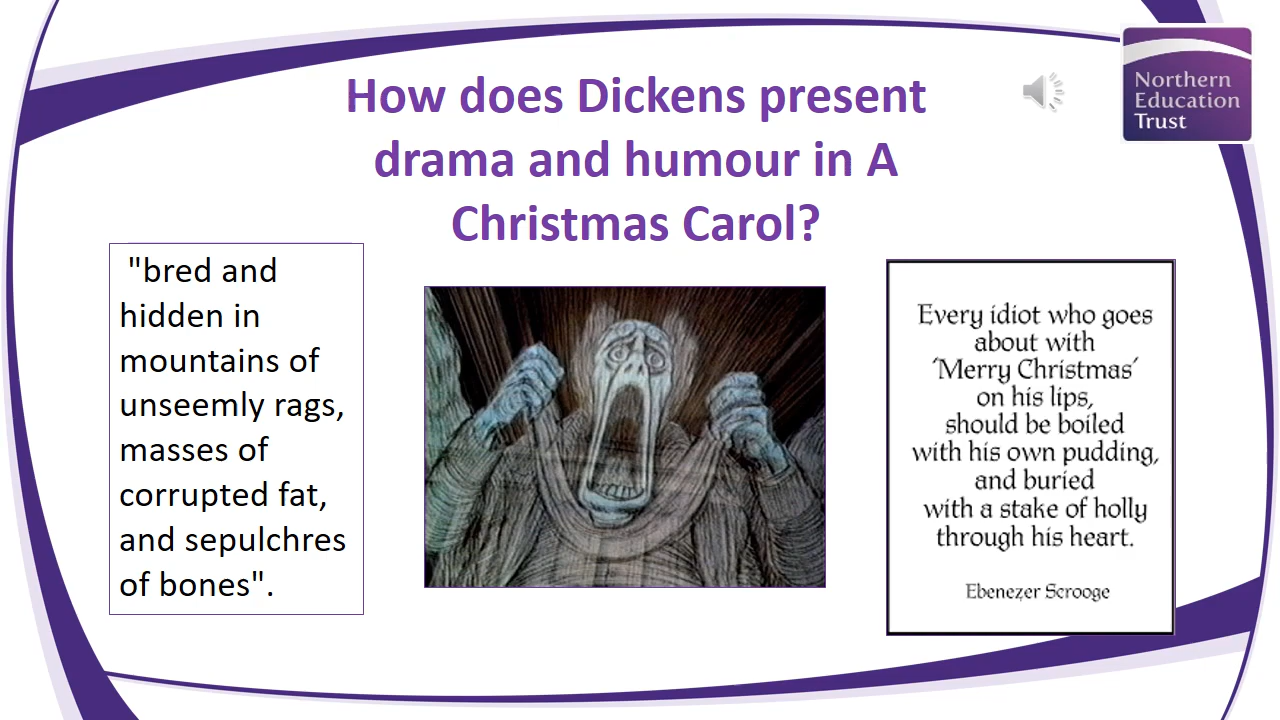 How does Dickens present
drama and humour in A
Christmas Carol?
Northern
Education
Trust
"bred and
hidden in
mountains of
unseemly rags,
masses of
corrupted fat,
and sepulchres
of bones".
Every idiot who goes
about with
‘Merry Christmas’
on his lips,
should be boiled
with his own pudding,
and buried
with a stake of holly
through his heart.
Ebenezer Scrooge